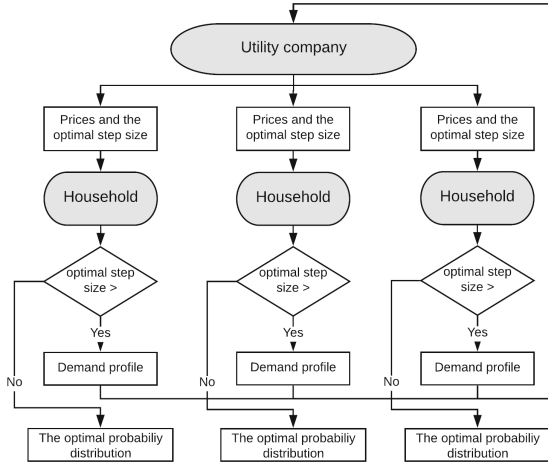 Utility company
Prices and the
optimal step size
Prices and the
optimal step size
Prices and the
optimal step size
Household
Household
Household
optimal step
size >
optimal step
size >
optimal step
size >
Yes
Yes
Yes
Demand profile
Demand profile
Demand profile
No
No
No
The optimal probabiliy
distribution
The optimal probabiliy
distribution
The optimal probabiliy
distribution